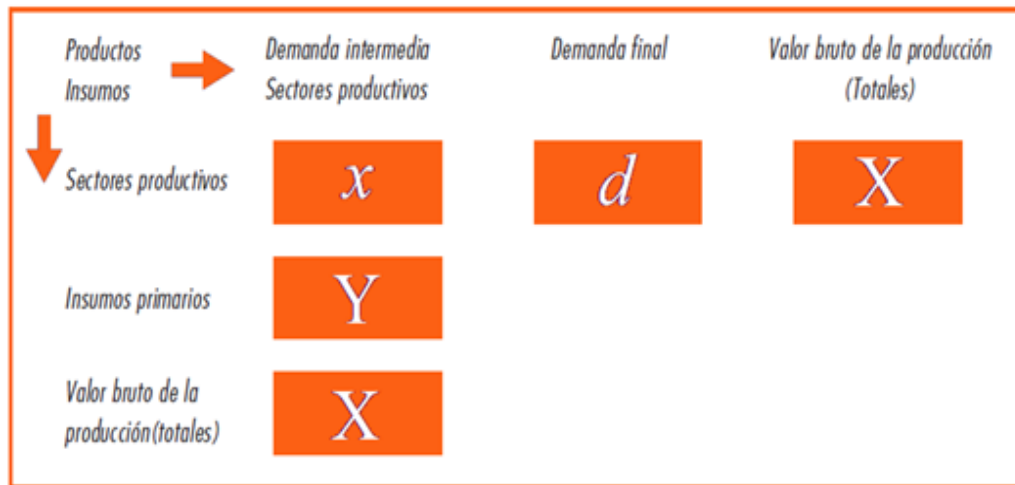 Productos
Insumos
Demanda intermedia
Sectores productivos
Demanda final
Valor bruto de la producción
(Totales)
Sectores productivos
x
d
X
Insumos primarios
Y
Valor bruto de la
producción(totales)
X